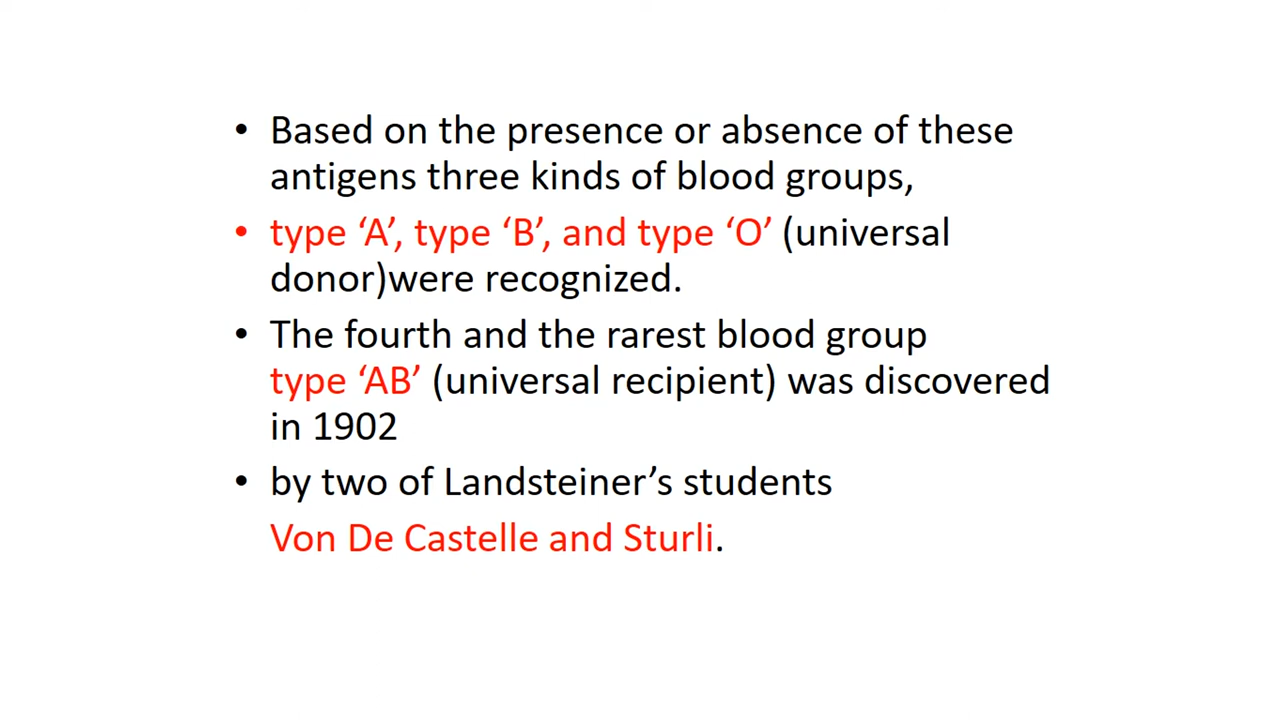 • Based on the presence or absence of these
antigens three kinds of blood groups,
• type ‘A’, type ‘B’, and type ‘O’ (universal
donor)were recognized.
• The fourth and the rarest blood group
type ‘AB’ (universal recipient) was discovered
in 1902
• by two of Landsteiner’s students
Von De Castelle and Sturli.